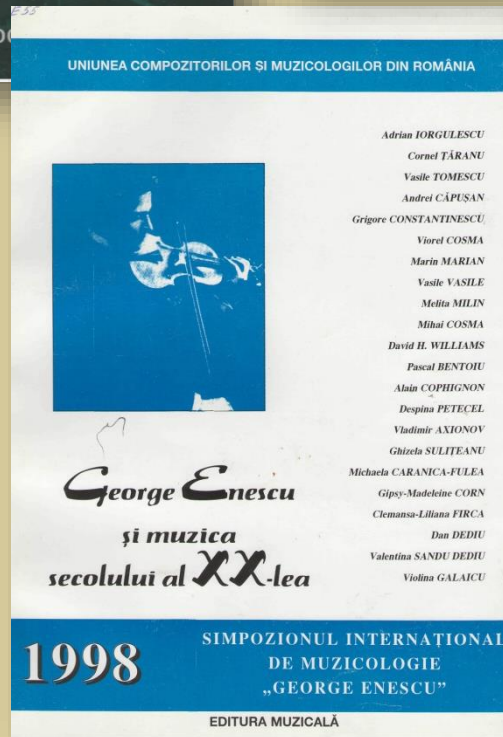 UNIUNEA COMPOZITORILOR ȘI MUZICOLOGILOR DIN ROMÂNIA
Adrian IORGULESCU
Cornel ȚĂRANU
Vasile TOMESCU
Andrei CĂPUȘAN
Grigore CONSTANTINESCU
Viorel COSMA
Marin MARIAN
Vasile VASILE
Melita MILIN
Mihai COSMA
David H. WILLIAMS
Pascal BENTOIU
Alain COPHIGNON
Despina PETECEL
Vladimir AXIONOV
Ghizela SULIȚEANU
Michaela CARANICA-FULEA
Gipsy-Madeleine CORN
Clemansa-Liliana FIRCA
Dan DEDIU
Valentina SANDU DEDIU
Violina GALAICU
George Enescu
și muzica
secolului al XX-lea
1998
SIMPOZIONUL INTERNAȚIONAL
DE MUZICOLOGIE
„GEORGE ENESCU”
EDITURA MUZICALĂ